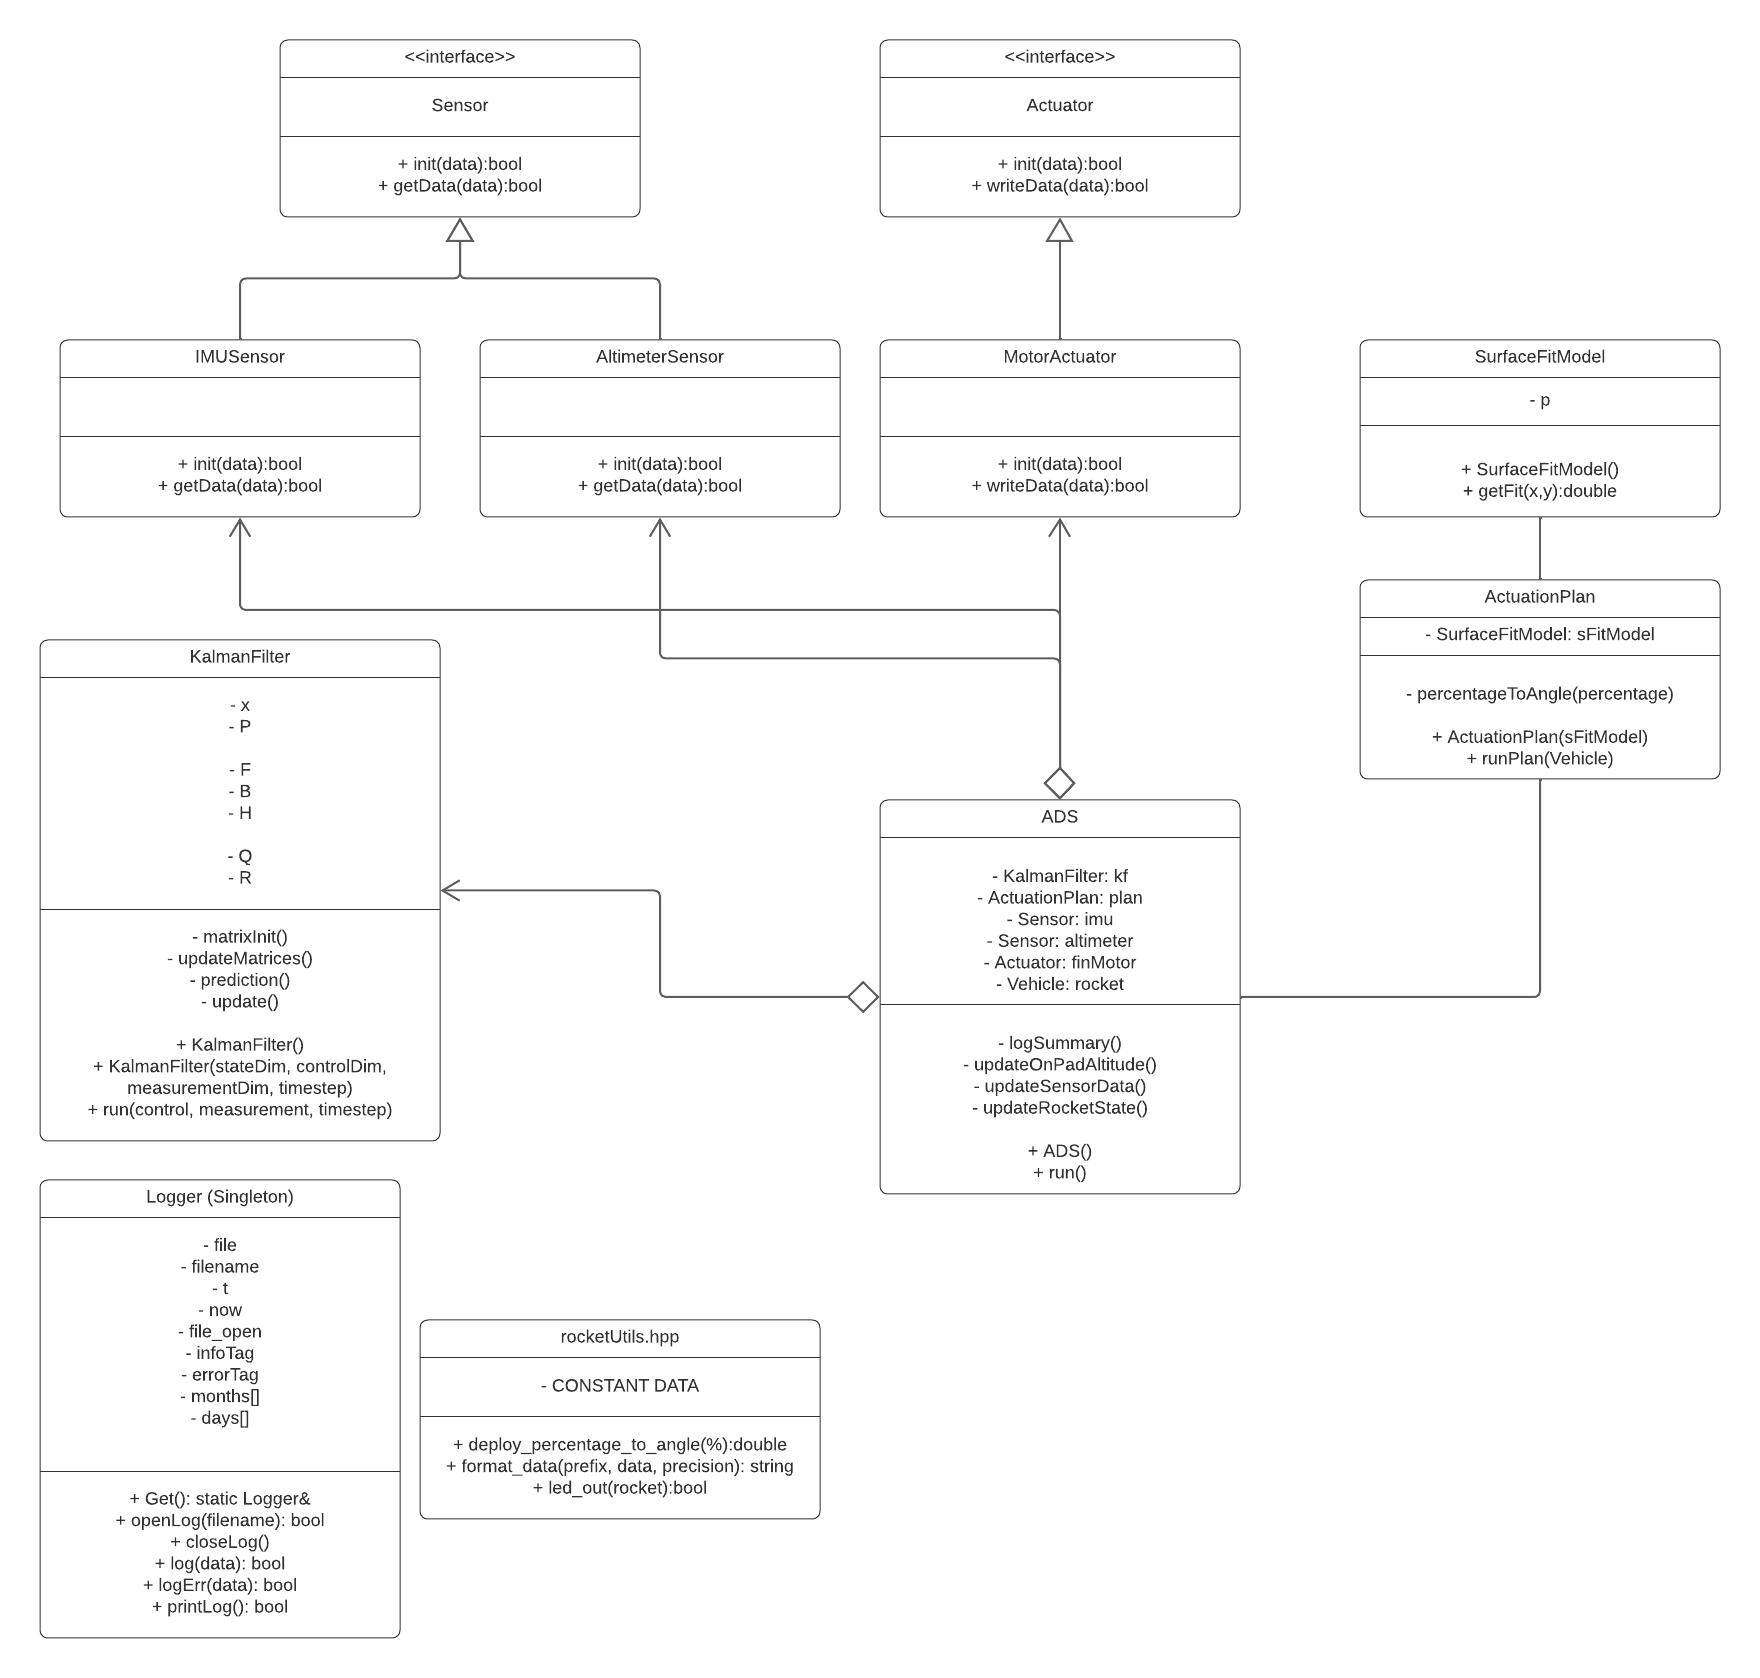 <<interface>>
Sensor
+ init(data):bool
+ getData(data):bool
<<interface>>
Actuator
+ init(data):bool
+ writeData(data):bool
IMUSensor
+ init(data):bool
+ getData(data):bool
AltimeterSensor
+ init(data):bool
+ getData(data):bool
MotorActuator
+ init(data):bool
+ writeData(data):bool
SurfaceFitModel
- p
+ SurfaceFitModel()
+ getFit(x,y):double
ActuationPlan
- SurfaceFitModel: sFitModel
- percentageToAngle(percentage)
+ ActuationPlan(sFitModel)
+ runPlan(Vehicle)
KalmanFilter
- x
- P
- F
- B
- H
- Q
- R
- matrixInit()
- updateMatrices()
- prediction()
- update()
+ KalmanFilter()
+ KalmanFilter(stateDim, controlDim,
measurementDim, timestep)
+ run(control, measurement, timestep)
ADS
- KalmanFilter: kf
- ActuationPlan: plan
- Sensor: imu
- Sensor: altimeter
- Actuator: finMotor
- Vehicle: rocket
- logSummary()
- updateOnPadAltitude()
- updateSensorData()
- updateRocketState()
+ ADS()
+ run()
Logger (Singleton)
- file
- filename
- t
- now
- file_open
- infoTag
- errorTag
- months[]
- days[]
+ Get(): static Logger&
+ openLog(filename): bool
+ closeLog()
+ log(data): bool
+ logErr(data): bool
+ printLog(): bool
rocketUtils.hpp
- CONSTANT DATA
+ deploy_percentage_to_angle(%):double
+ format_data(prefix, data, precision): string
+ led_out(rocket):bool